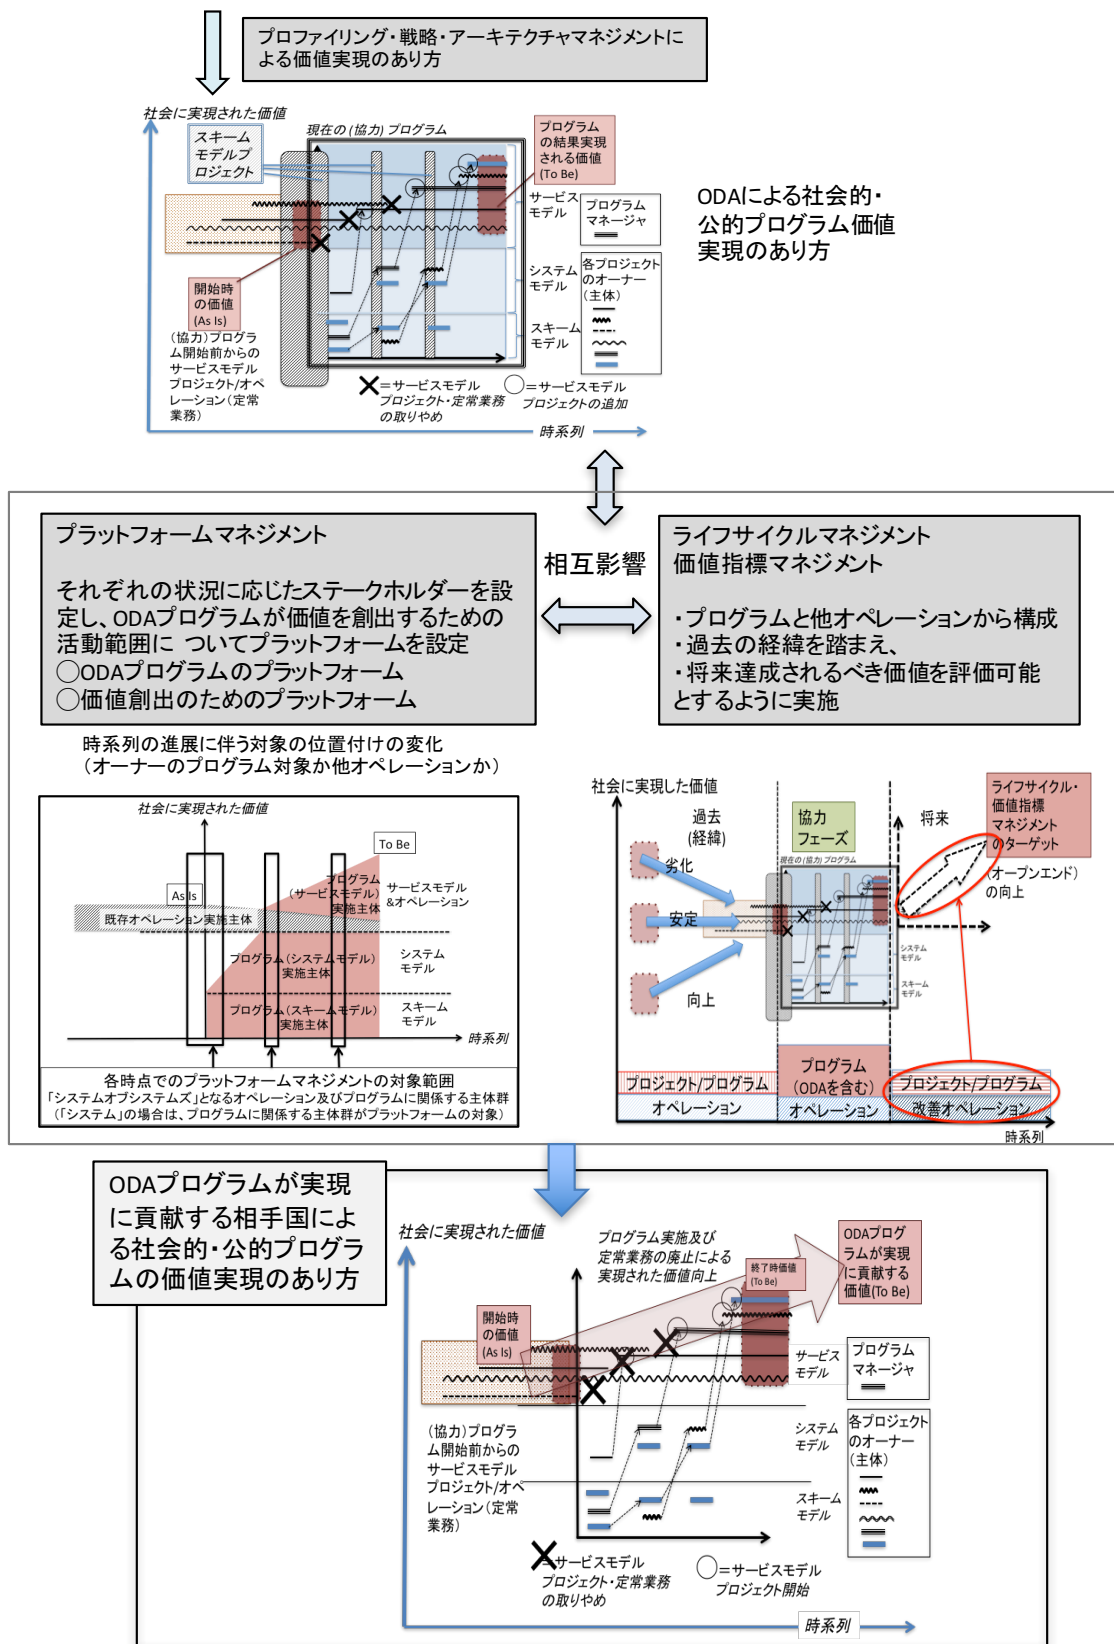 プロファイリング・戦略・アーキテクチャマネジメントに
よる価値実現のあり方
社会に実現された価値
スキーム
モデルプ
ロジェクト
現在の(協力)プログラム
プログラム
の結果実現
される価値
(To Be)
サービス
モデル
プログラム
マネージャ
ODAによる社会的・
公的プログラム価値
実現のあり方
開始時
の価値
(As Is)
システム
モデル
スキーム
モデル
各プロジェクト
のオーナー
(主体)
(協力)プログラ
ム開始前からの
サービスモデル
プロジェクト/オペ
レーション(定常
業務)
=サービスモデル
プロジェクト・定常業務
の取りやめ
=サービスモデル
プロジェクトの追加
時系列
プラットフォームマネジメント
それぞれの状況に応じたステークホルダーを設
定し、ODAプログラムが価値を創出するための
活動範囲に ついてプラットフォームを設定
○ODAプログラムのプラットフォーム
○価値創出のためのプラットフォーム
相互影響
ライフサイクルマネジメント
価値指標マネジメント
・プログラムと他オペレーションから構成
・過去の経緯を踏まえ、
・将来達成されるべき価値を評価可能
とするように実施
時系列の進展に伴う対象の位置付けの変化
(オーナーのプログラム対象か他オペレーションか)
社会に実現された価値
To Be
As Is
プログラム
(サービスモデル)
実施主体
サービスモデル
&オペレーション
既存オペレーション実施主体
プログラム(システムモデル)
実施主体
システム
モデル
プログラム(スキームモデル)
実施主体
スキーム
モデル
時系列
各時点でのプラットフォームマネジメントの対象範囲
「システムオブシステムズ」となるオペレーション及びプログラムに関係する主体群
(「システム」の場合は、プログラムに関係する主体群がプラットフォームの対象)
社会に実現した価値
過去
(経緯)
協力
フェーズ
将来
ライフサイクル・
価値指標
マネジメント
のターゲット
(オープンエンド)
の向上
現在の(協力)プログラム
劣化
安定
向上
システム
モデル
スキーム
モデル
プロジェクト/プログラム
オペレーション
プログラム
(ODAを含む)
オペレーション
プロジェクト/プログラム
改善オペレーション
時系列
ODAプログラムが実現
に貢献する相手国によ
る社会的・公的プログラ
ムの価値実現のあり方
社会に実現された価値
プログラム実施及び
定常業務の廃止による
実現された価値向上
ODAプログ
ラムが実現
に貢献する
価値(To Be)
終了時価値
(To Be)
開始時
の価値
(As Is)
サービス
モデル
プログラム
マネージャ
(協力)プログラ
ム開始前からの
サービスモデル
プロジェクト/オペ
レーション(定常
業務)
システム
モデル
スキーム
モデル
各プロジェクト
のオーナー
(主体)
=サービスモデル
プロジェクト・定常業務
の取りやめ
=サービスモデル
プロジェクト開始
時系列